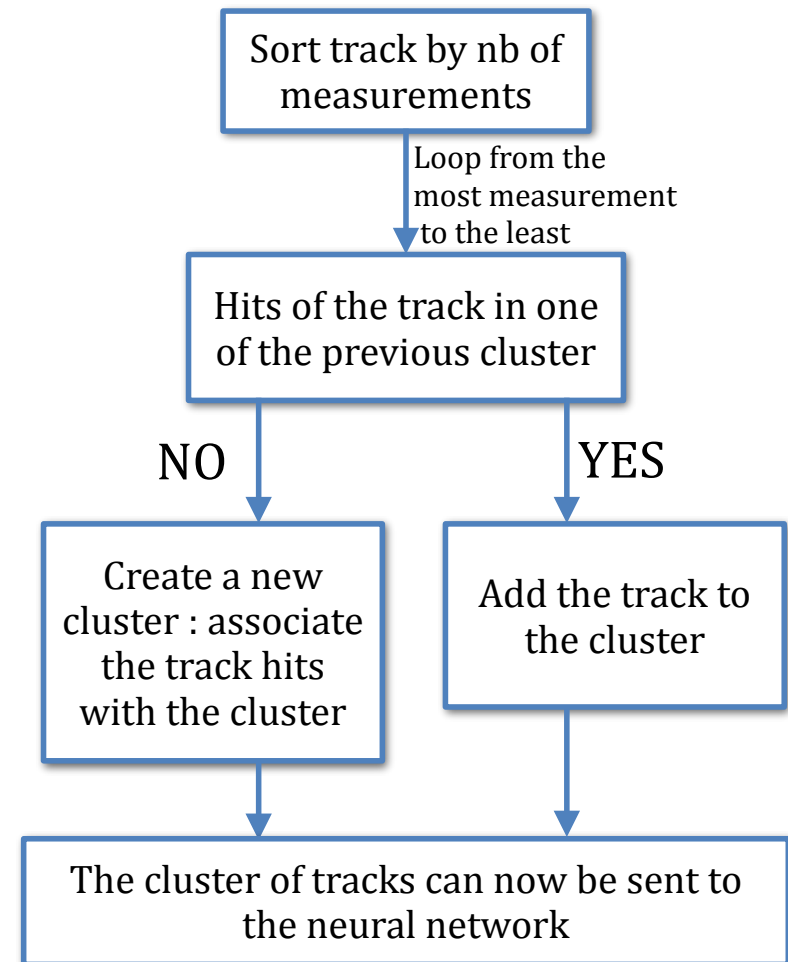 Sort track by nb of
measurements
Loop from the
most measurement
to the least
Hits of the track in one
of the previous cluster
NO
YES
Create a new
cluster : associate
the track hits
with the cluster
Add the track to
the cluster
The cluster of tracks can now be sent to
the neural network